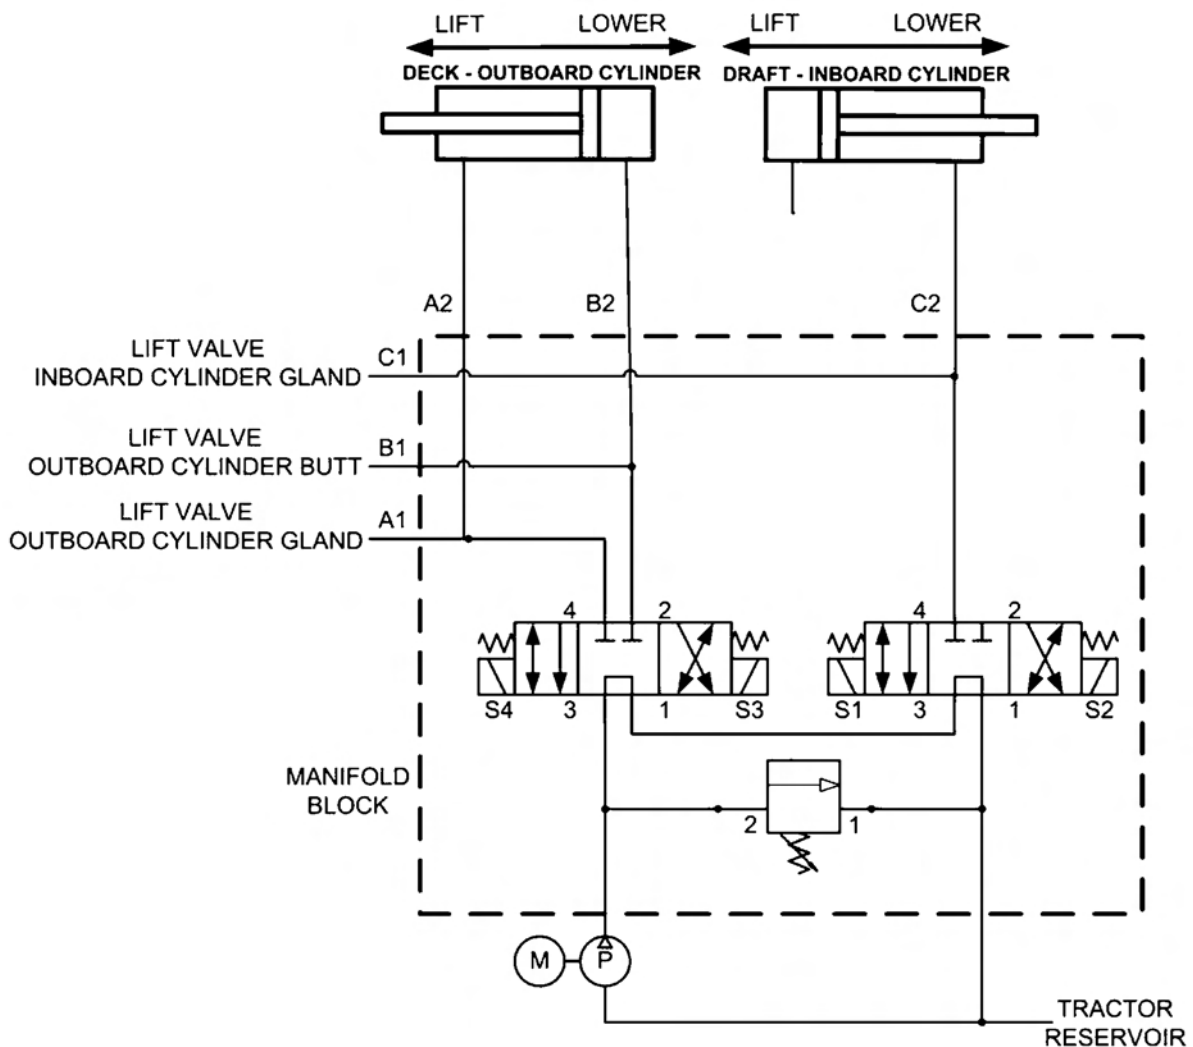 LIFT LOWER
DECK - OUTBOARD CYLINDER
LIFT LOWER
DRAFT - INBOARD CYLINDER
A2
B2
C2
LIFT VALVE
INBOARD CYLINDER GLAND
C1
LIFT VALVE
OUTBOARD CYLINDER BUTT
B1
LIFT VALVE
OUTBOARD CYLINDER GLAND
A1
4 2
4 2
S4 3 1 S3
S1 3 1 S2
MANIFOLD
BLOCK
2 1
M
P
TRACTOR
RESERVOIR